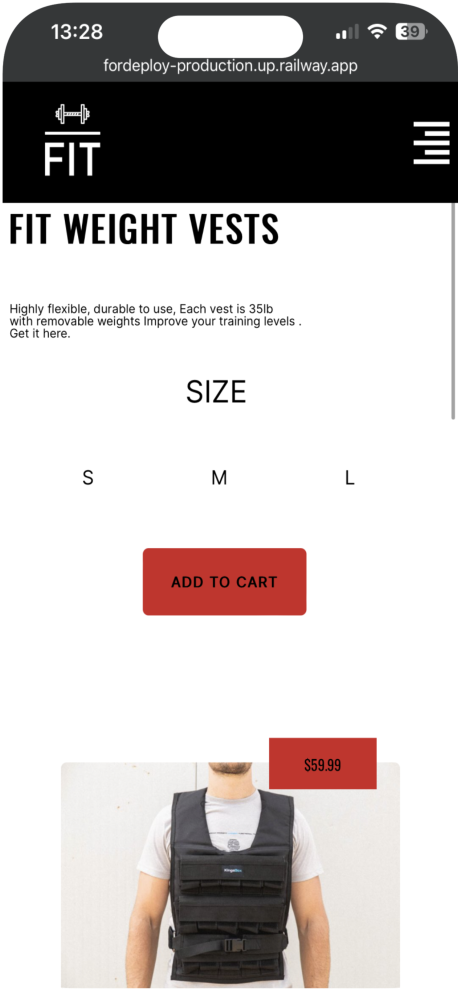 13:28
39
fordeploy-production.up.railway.app
FIT
FIT WEIGHT VESTS
Highly flexible, durable to use, Each vest is 35lb
with removable weights Improve your training levels .
Get it here.
SIZE
S M L
ADD TO CART
$59.99